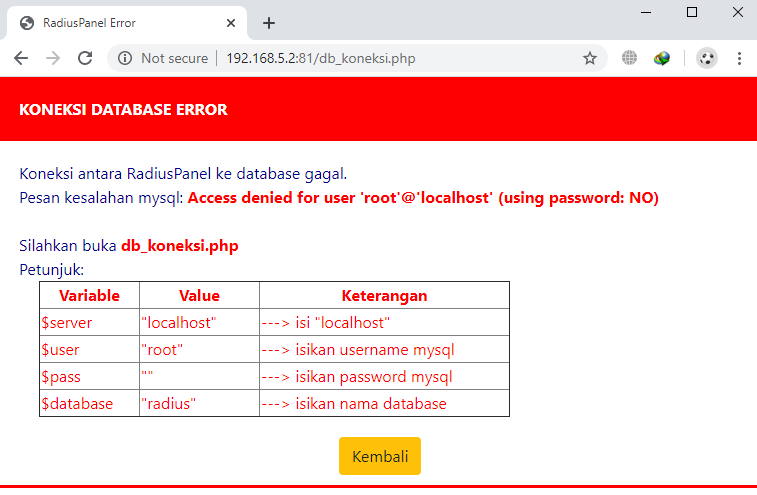 RadiusPanel Error
Not secure | 192.168.5.2:81/db_koneksi.php
KONEKSI DATABASE ERROR
Koneksi antara RadiusPanel ke database gagal.
Pesan kesalahan mysql: Access denied for user 'root'@'localhost' (using password: NO)
Silahkan buka db_koneksi.php
Petunjuk:
Variable Value Keterangan
$server "localhost" ---> isi "localhost"
$user "root" ---> isikan username mysql
$pass "" ---> isikan password mysql
$database "radius" ---> isikan nama database
Kembali